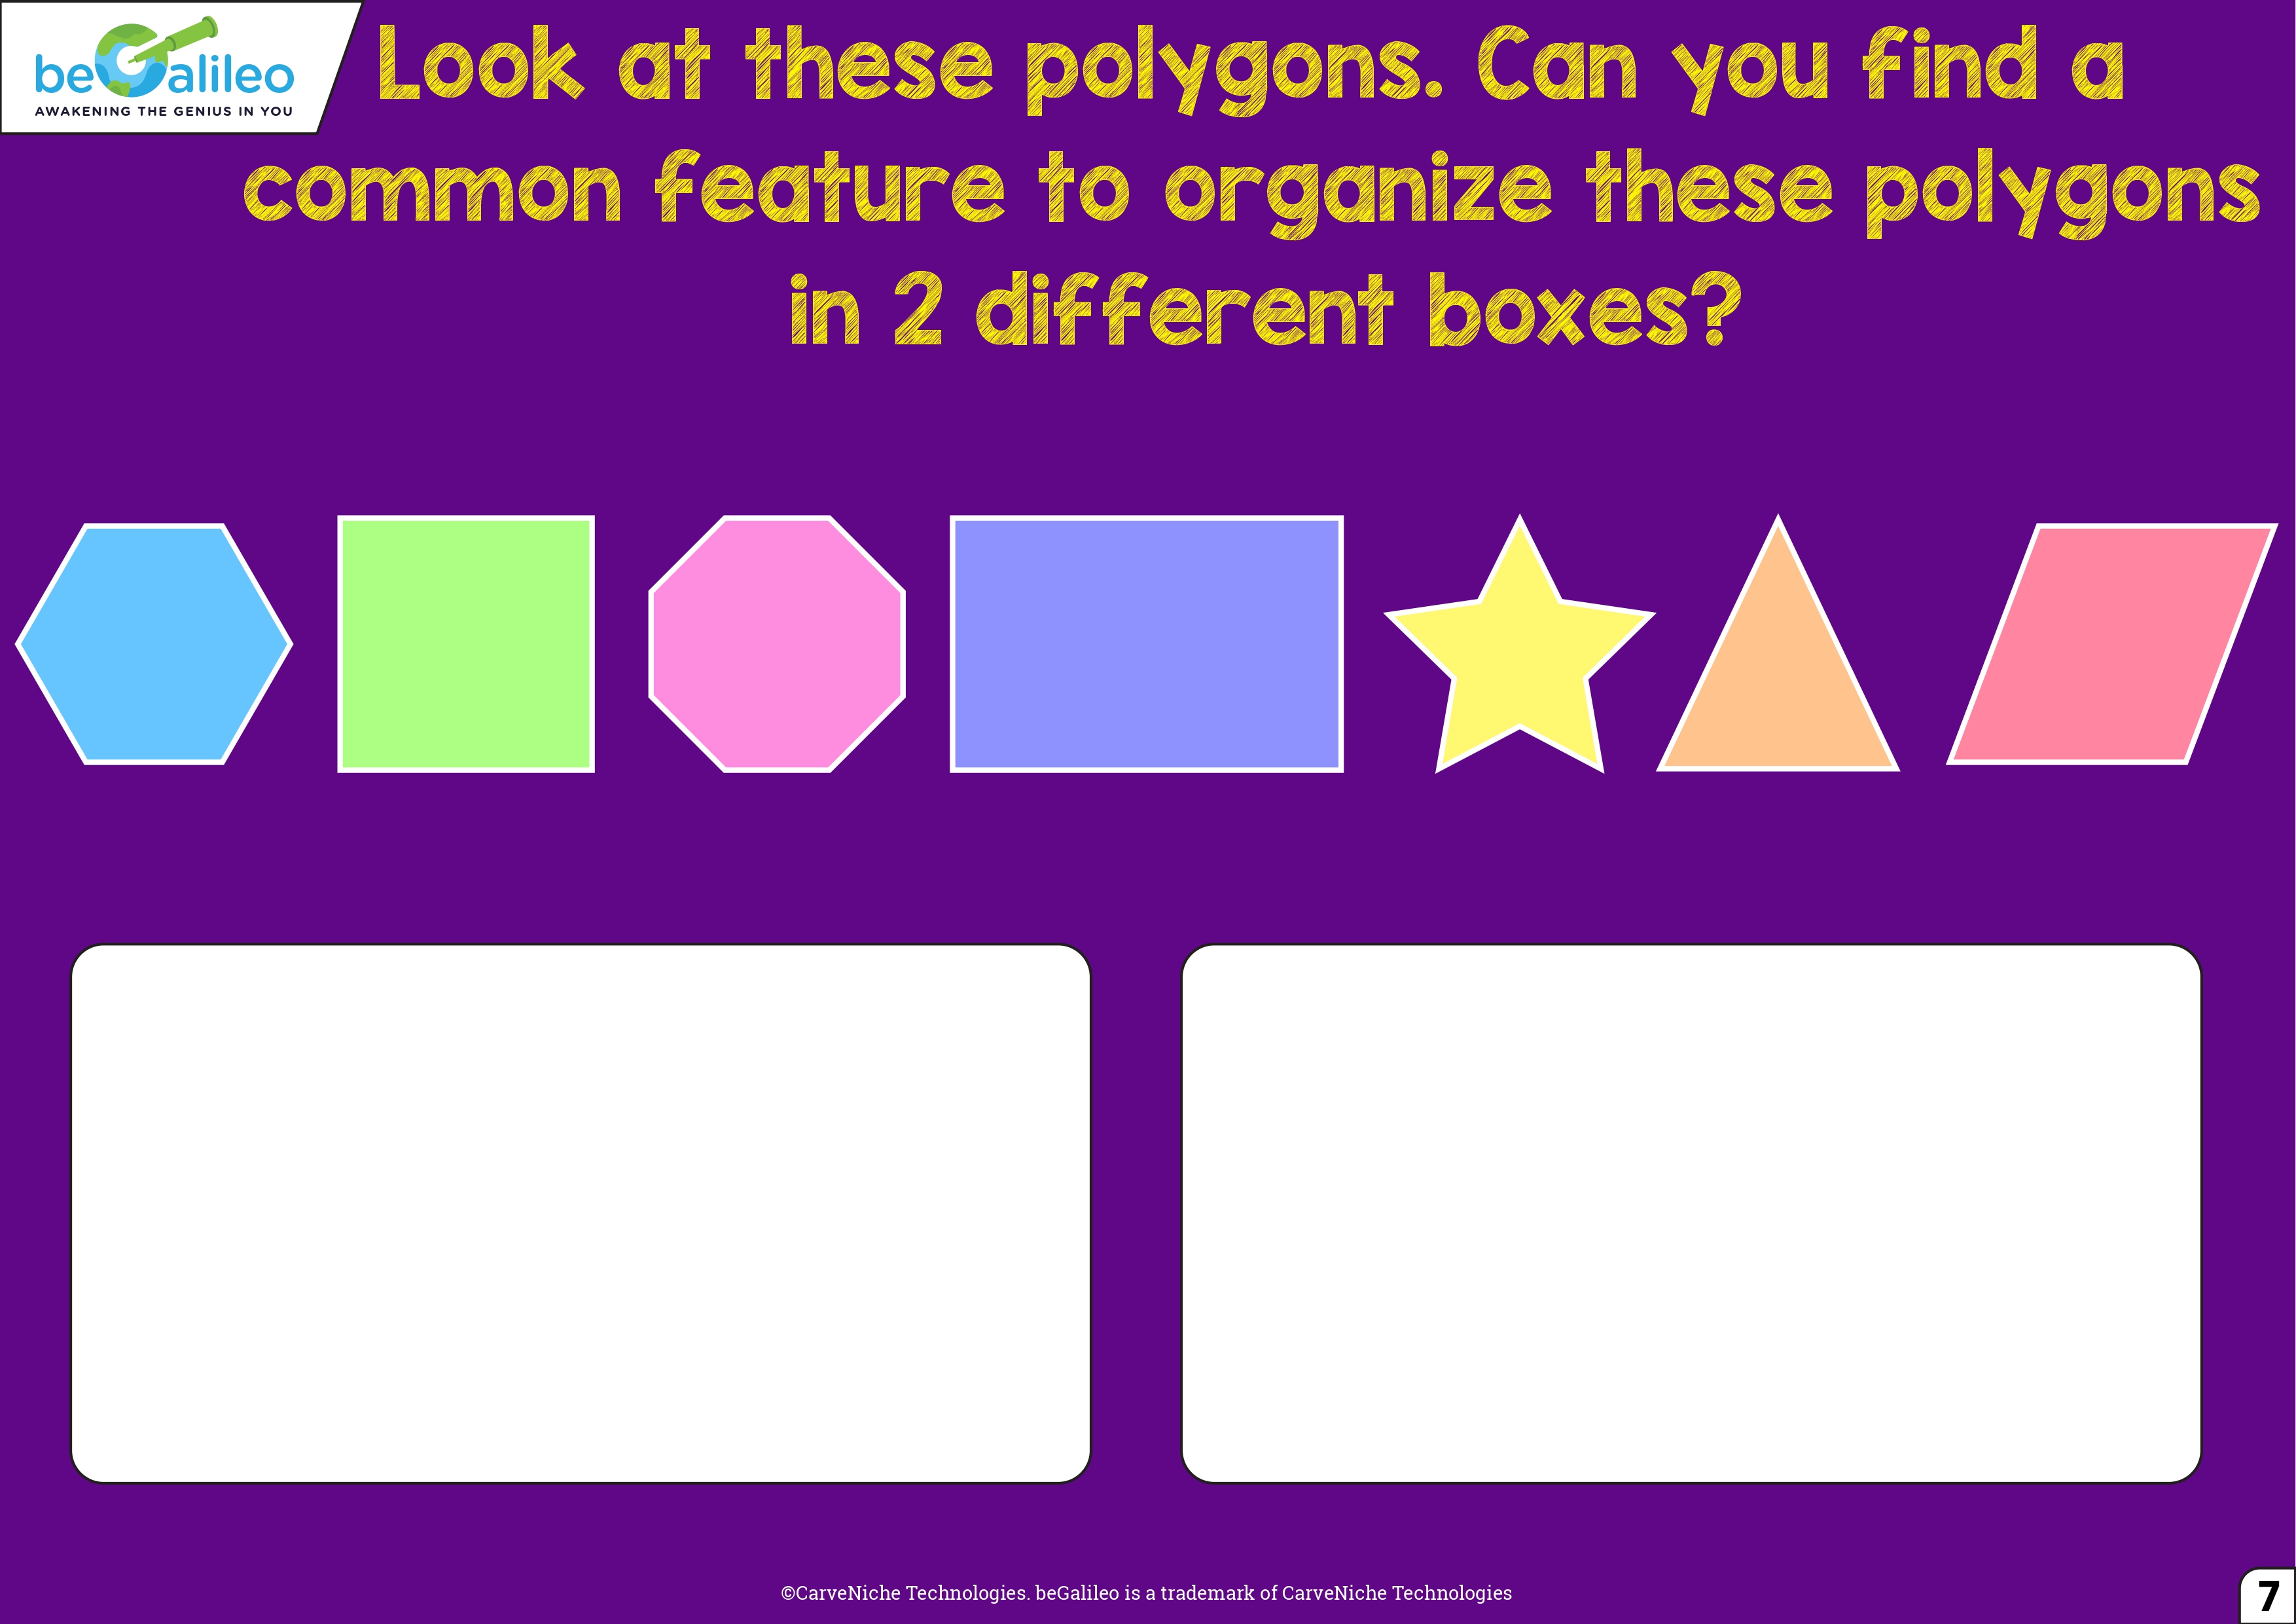 beGalileo
AWAKENING THE GENIUS IN YOU
Look at these polygons. Can you find a
common feature to organize these polygons
in 2 different boxes?
©CarveNiche Technologies. beGalileo is a trademark of CarveNiche Technologies
7